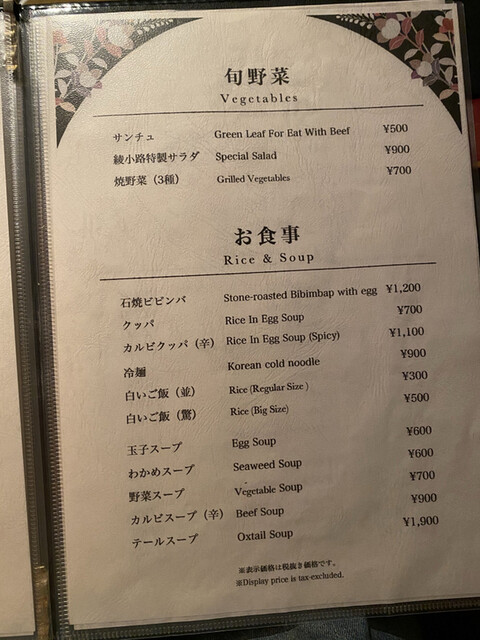 旬野菜
Vegetables
サンチュ Green Leaf For Eat With Beef ¥500
綾小路特製サラダ Special Salad ¥900
焼野菜（3種） Grilled Vegetables ¥700
お食事
Rice & Soup
石焼ビビンバ Stone-roasted Bibimbap with egg ¥1,200
クッパ Rice In Egg Soup ¥700
カルビクッパ（辛） Rice In Egg Soup (Spicy) ¥1,100
冷麺 Korean cold noodle ¥900
白いご飯（並） Rice (Regular Size ) ¥300
白いご飯（驚） Rice (Big Size) ¥500
玉子スープ Egg Soup ¥600
わかめスープ Seaweed Soup ¥600
野菜スープ Vegetable Soup ¥700
カルビスープ（辛） Beef Soup ¥900
テールスープ Oxtail Soup ¥1,900
※表示価格は税抜き価格です。
※Display price is tax-excluded.